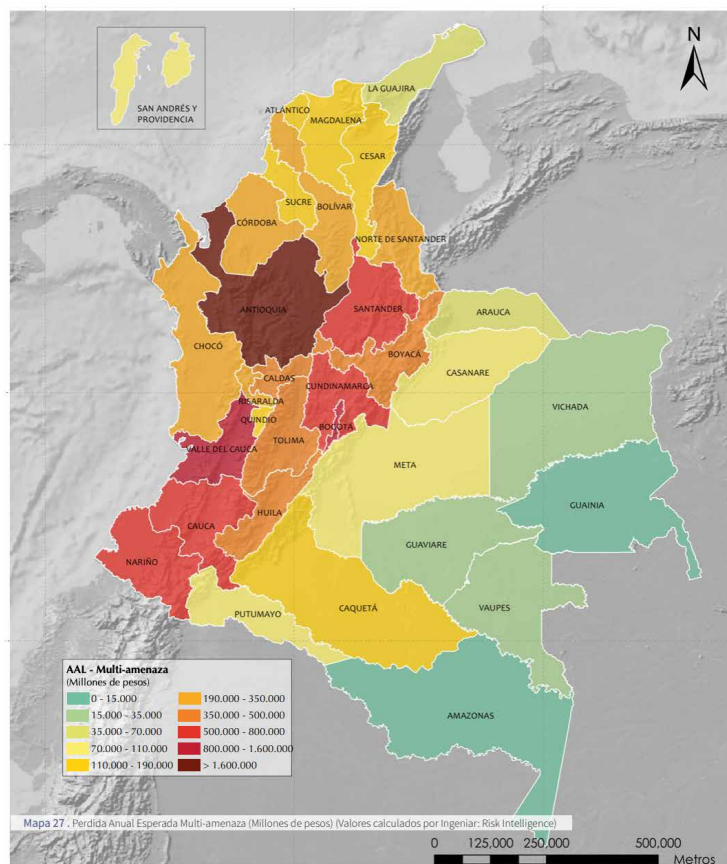 N
SAN ANDRÉS Y
PROVIDENCIA
LA GUAJIRA
ATLÁNTICO
MAGDALENA
CESAR
SUCRE
BOLÍVAR
CÓRDOBA
NORTE DE SANTANDER
ANTIOQUIA
SANTANDER
ARAUCA
CHOCÓ
BOYACÁ
CASANARE
CALDAS
CUNDINAMARCA
RISARALDA
VICHADA
QUINDIO
BOGOTÁ
TOLIMA
VALLE DEL CAUCA
META
GUAINIA
HUILA
CAUCA
GUAVIARE
NARIÑO
VAUPES
CAQUETÁ
PUTUMAYO
AMAZONAS
AAL - Multi-amenaza
(Millones de pesos)
0 - 15.000
15.000 - 35.000
35.000 - 70.000
70.000 - 110.000
110.000 - 190.000
190.000 - 350.000
350.000 - 500.000
500.000 - 800.000
800.000 - 1.600.000
> 1.600.000
Mapa 27 . Perdida Anual Esperada Multi-amenaza (Millones de pesos) (Valores calculados por Ingeniar: Risk Intelligence)
0 125,000 250,000 500,000
Metros